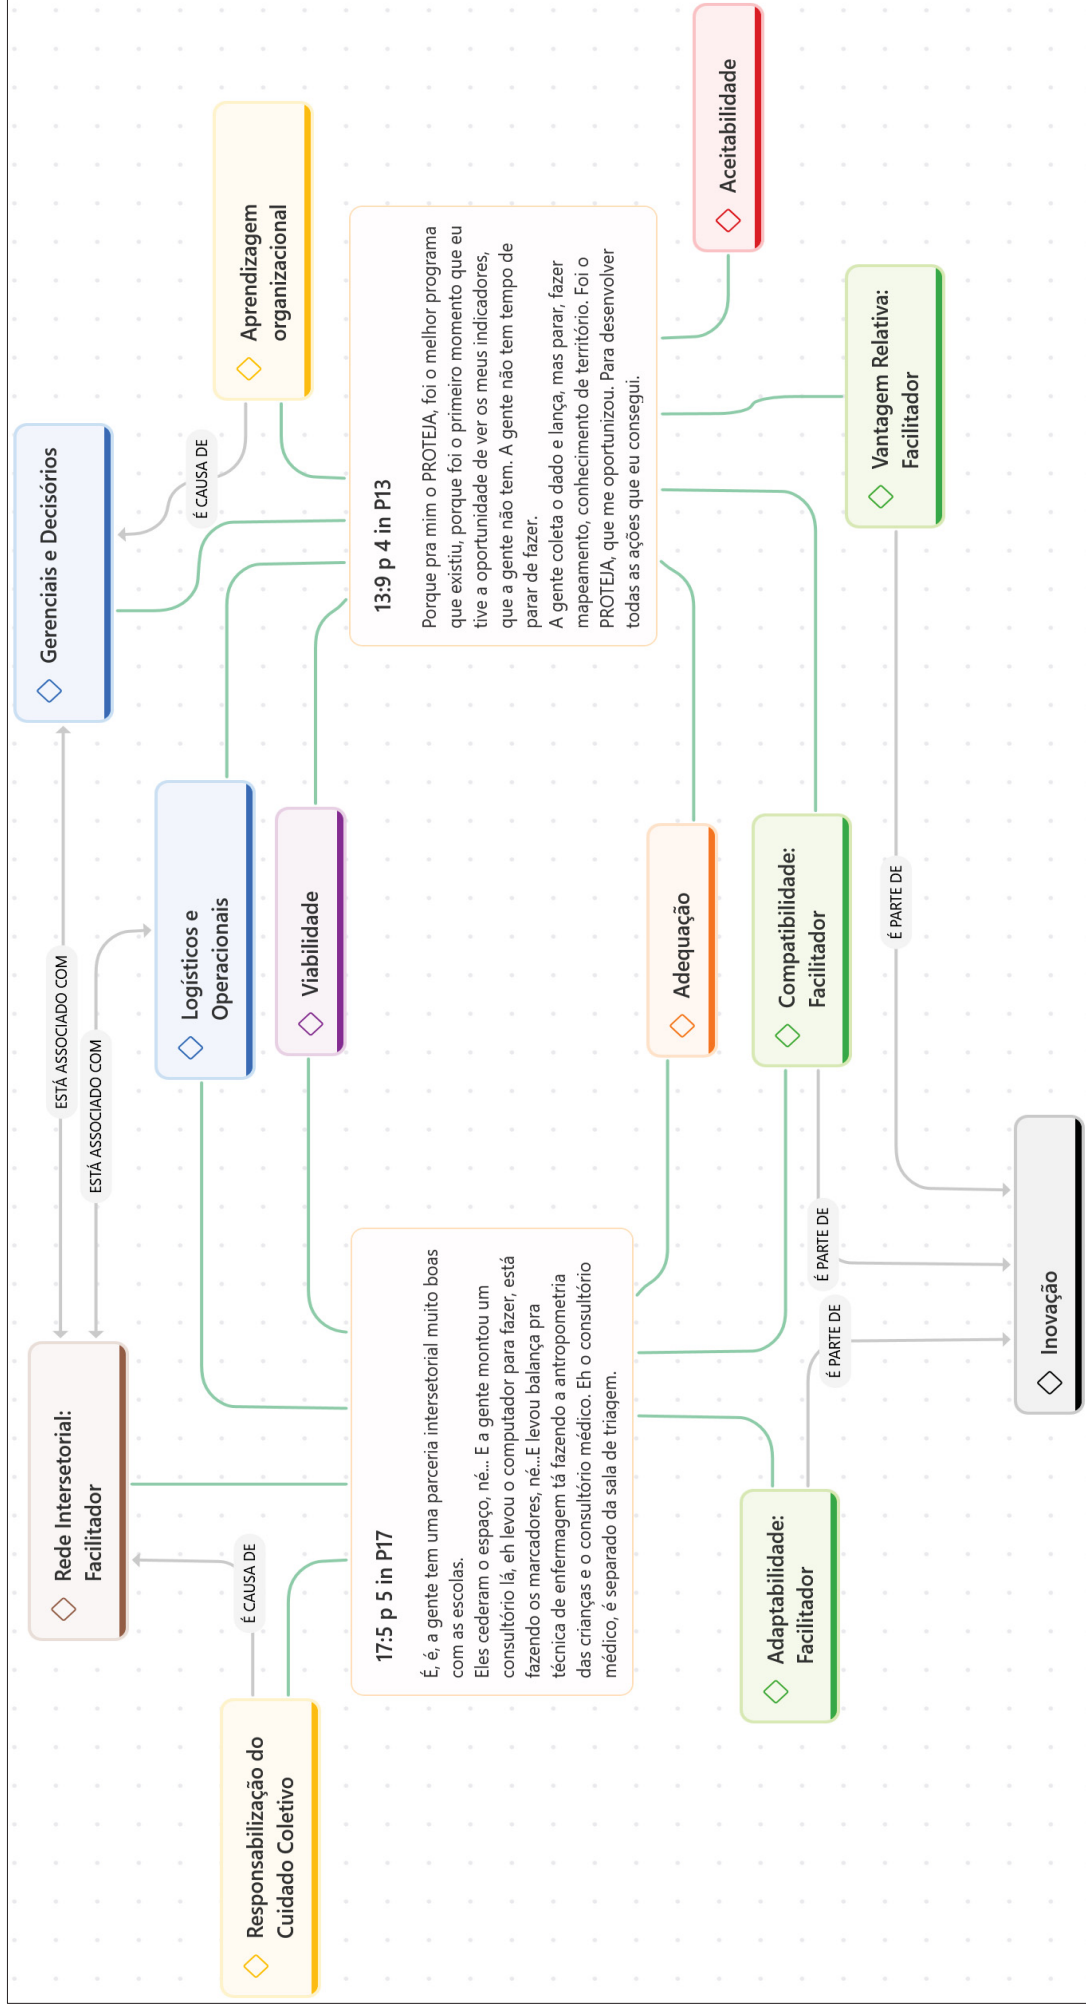 Gerenciais e Decisórios
Rede Intersetorial:
Facilitador
ESTÁ ASSOCIADO COM
ESTÁ ASSOCIADO COM
É CAUSA DE
É CAUSA DE
Logísticos e
Operacionais
Aprendizagem
organizacional
Responsabilização do
Cuidado Coletivo
Viabilidade
17:5 p 5 in P17
É, é, a gente tem uma parceria intersetorial muito boas
com as escolas.
Eles cederam o espaço, né... E a gente montou um
consultório lá, eh levou o computador para fazer, está
fazendo os marcadores, né...E levou balança pra
técnica de enfermagem tá fazendo a antropometria
das crianças e o consultório médico. Eh o consultório
médico, é separado da sala de triagem.
13:9 p 4 in P13
Porque pra mim o PROTEJA, foi o melhor programa
que existiu, porque foi o primeiro momento que eu
tive a oportunidade de ver os meus indicadores,
que a gente não tem. A gente não tem tempo de
parar de fazer.
A gente coleta o dado e lança, mas parar, fazer
mapeamento, conhecimento de território. Foi o
PROTEJA, que me oportunizou. Para desenvolver
todas as ações que eu consegui.
Adequação
Aceitabilidade
Adaptabilidade:
Facilitador
Compatibilidade:
Facilitador
Vantagem Relativa:
Facilitador
É PARTE DE
É PARTE DE
É PARTE DE
Inovação